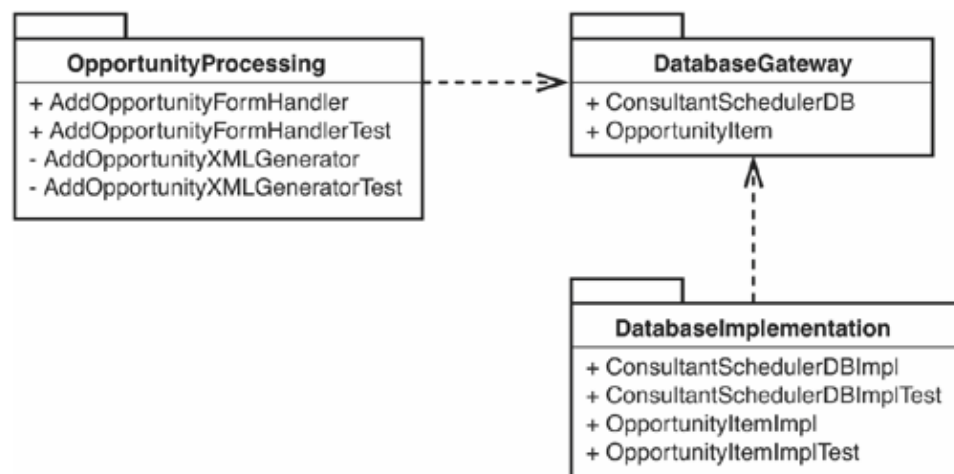 OpportunityProcessing
+ AddOpportunityFormHandler
+ AddOpportunityFormHandlerTest
- AddOpportunityXMLGenerator
- AddOpportunityXMLGeneratorTest
DatabaseGateway
+ ConsultantSchedulerDB
+ OpportunityItem
DatabaseImplementation
+ ConsultantSchedulerDBImpl
+ ConsultantSchedulerDBImplTest
+ OpportunityItemImpl
+ OpportunityItemImplTest